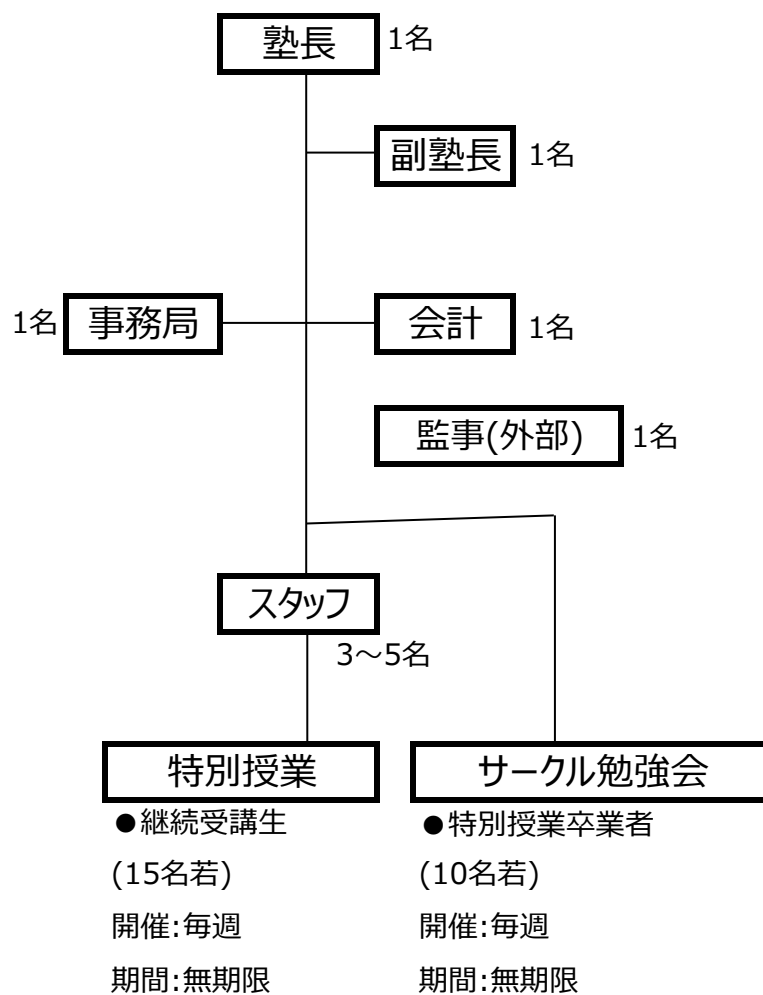 塾長 1名
副塾長 1名
1名 事務局 会計 1名
監事(外部) 1名
スタッフ
3～5名
特別授業
●継続受講生
(15名若)
開催:毎週
期間:無期限
サークル勉強会
●特別授業卒業者
(10名若)
開催:毎週
期間:無期限